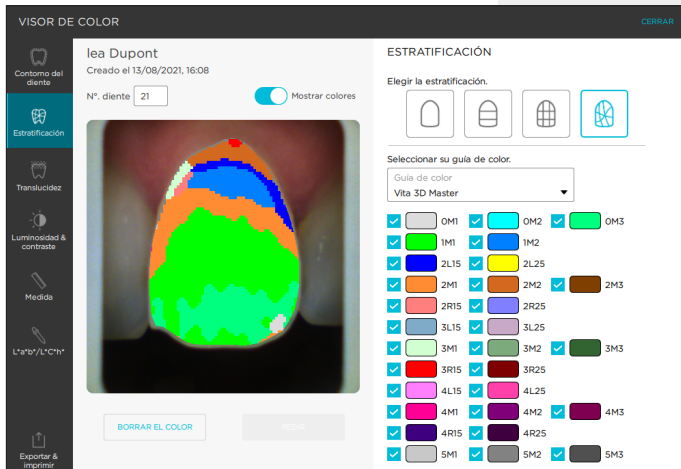 VISOR DE COLOR
CERRAR
Contorno del
diente
Estratificación
Translucidez
Luminosidad &
contraste
Medida
L*a*b*/L*C*h*
Exportar &
imprimir
lea Dupont
Creado el 13/08/2021, 16:08
Nº. diente 21
Mostrar colores
BORRAR EL COLOR
ESTRATIFICACIÓN
Elegir la estratificación.
Seleccionar su guía de color.
Guía de color
Vita 3D Master
0M1 0M2 0M3
1M1 1M2
2L15 2L25
2M1 2M2 2M3
2R15 2R25
3L15 3L25
3M1 3M2 3M3
3R15 3R25
4L15 4L25
4M1 4M2 4M3
4R15 4R25
5M1 5M2 5M3